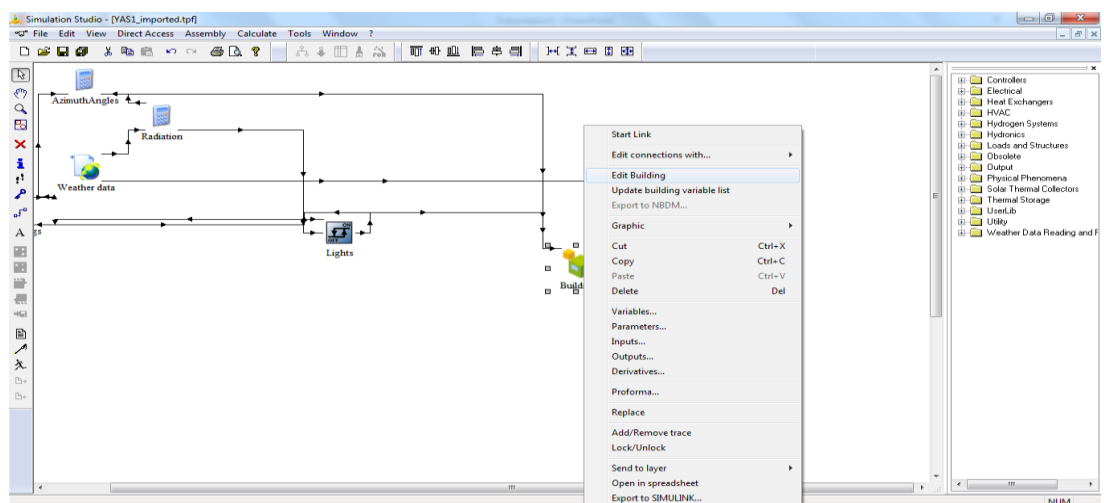 Simulation Studio - [YAS1_imported.tpf]
File Edit View Direct Access Assembly Calculate Tools Window ?
AzimuthAngles
Radiation
Weather data
gs
Lights
Build
Start Link
Edit connections with...
Edit Building
Update building variable list
Export to NBDM...
Graphic
Cut Ctrl+X
Copy Ctrl+C
Paste Ctrl+V
Delete Del
Variables...
Parameters...
Inputs...
Outputs...
Derivatives...
Proforma...
Replace
Add/Remove trace
Lock/Unlock
Send to layer
Open in spreadsheet
Export to SIMULINK...
Controllers
Electrical
Heat Exchangers
HVAC
Hydrogen Systems
Hydronics
Loads and Structures
Obsolete
Output
Physical Phenomena
Solar Thermal Collectors
Thermal Storage
UserLib
Utility
Weather Data Reading and P
NUM